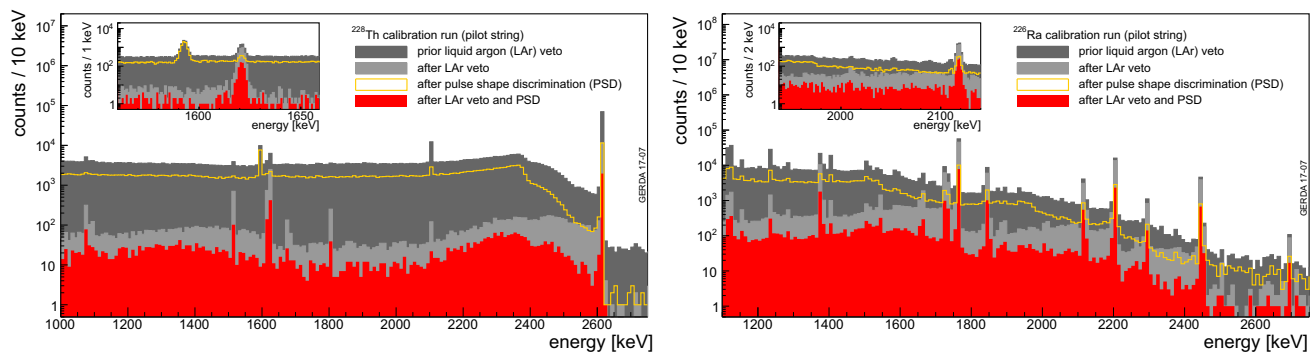 counts / 10 keV
10⁷
10⁶
10⁵
10⁴
10³
10²
10
1
1000 1200 1400 1600 1800 2000 2200 2400 2600
energy [keV]
counts / 1 keV
10⁴
10²
1
1600 1650
energy [keV]
²²⁸Th calibration run (pilot string)
prior liquid argon (LAr) veto
after LAr veto
after pulse shape discrimination (PSD)
after LAr veto and PSD
GERDA 17-07
counts / 10 keV
10⁸
10⁷
10⁶
10⁵
10⁴
10³
10²
10
1
1200 1400 1600 1800 2000 2200 2400 2600
energy [keV]
counts / 2 keV
10⁴
10²
1
2000 2100
energy [keV]
²²⁶Ra calibration run (pilot string)
prior liquid argon (LAr) veto
after LAr veto
after pulse shape discrimination (PSD)
after LAr veto and PSD
GERDA 17-07